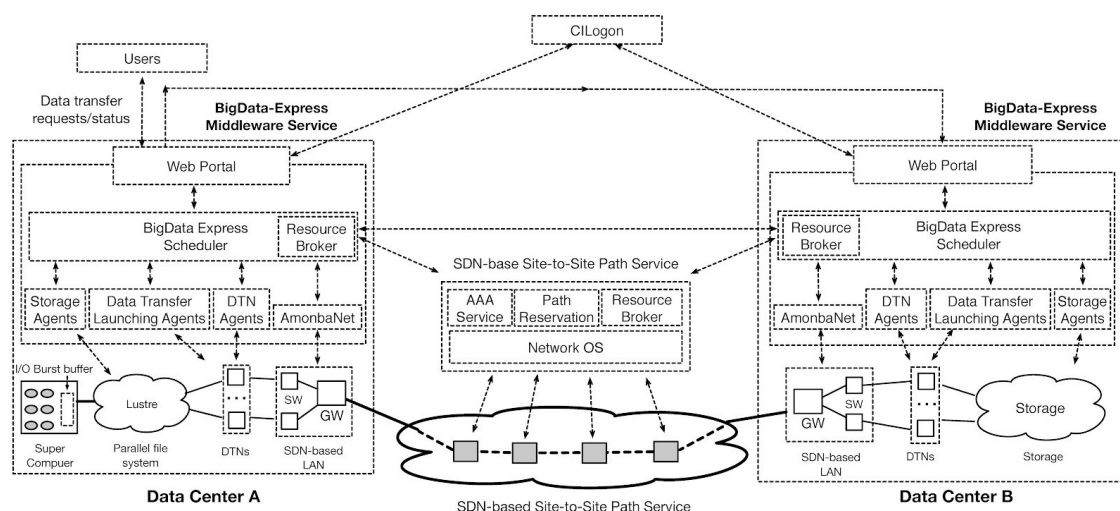 CILogon
Users
Data transfer
requests/status
BigData-Express
Middleware Service
BigData-Express
Middleware Service
Web Portal
Web Portal
BigData Express
Scheduler
Resource
Broker
Resource
Broker
BigData Express
Scheduler
SDN-base Site-to-Site Path Service
Storage
Agents
Data Transfer
Launching Agents
DTN
Agents
AmonbaNet
AAA
Service
Path
Reservation
Resource
Broker
Network OS
AmonbaNet
DTN
Agents
Data Transfer
Launching Agents
Storage
Agents
I/O Burst buffer
Lustre
SW
GW
Super
Compuer
Parallel file
system
DTNs
SDN-based
LAN
GW
SW
Storage
SDN-based
LAN
DTNs
Storage
Data Center A
SDN-based Site-to-Site Path Service
Data Center B